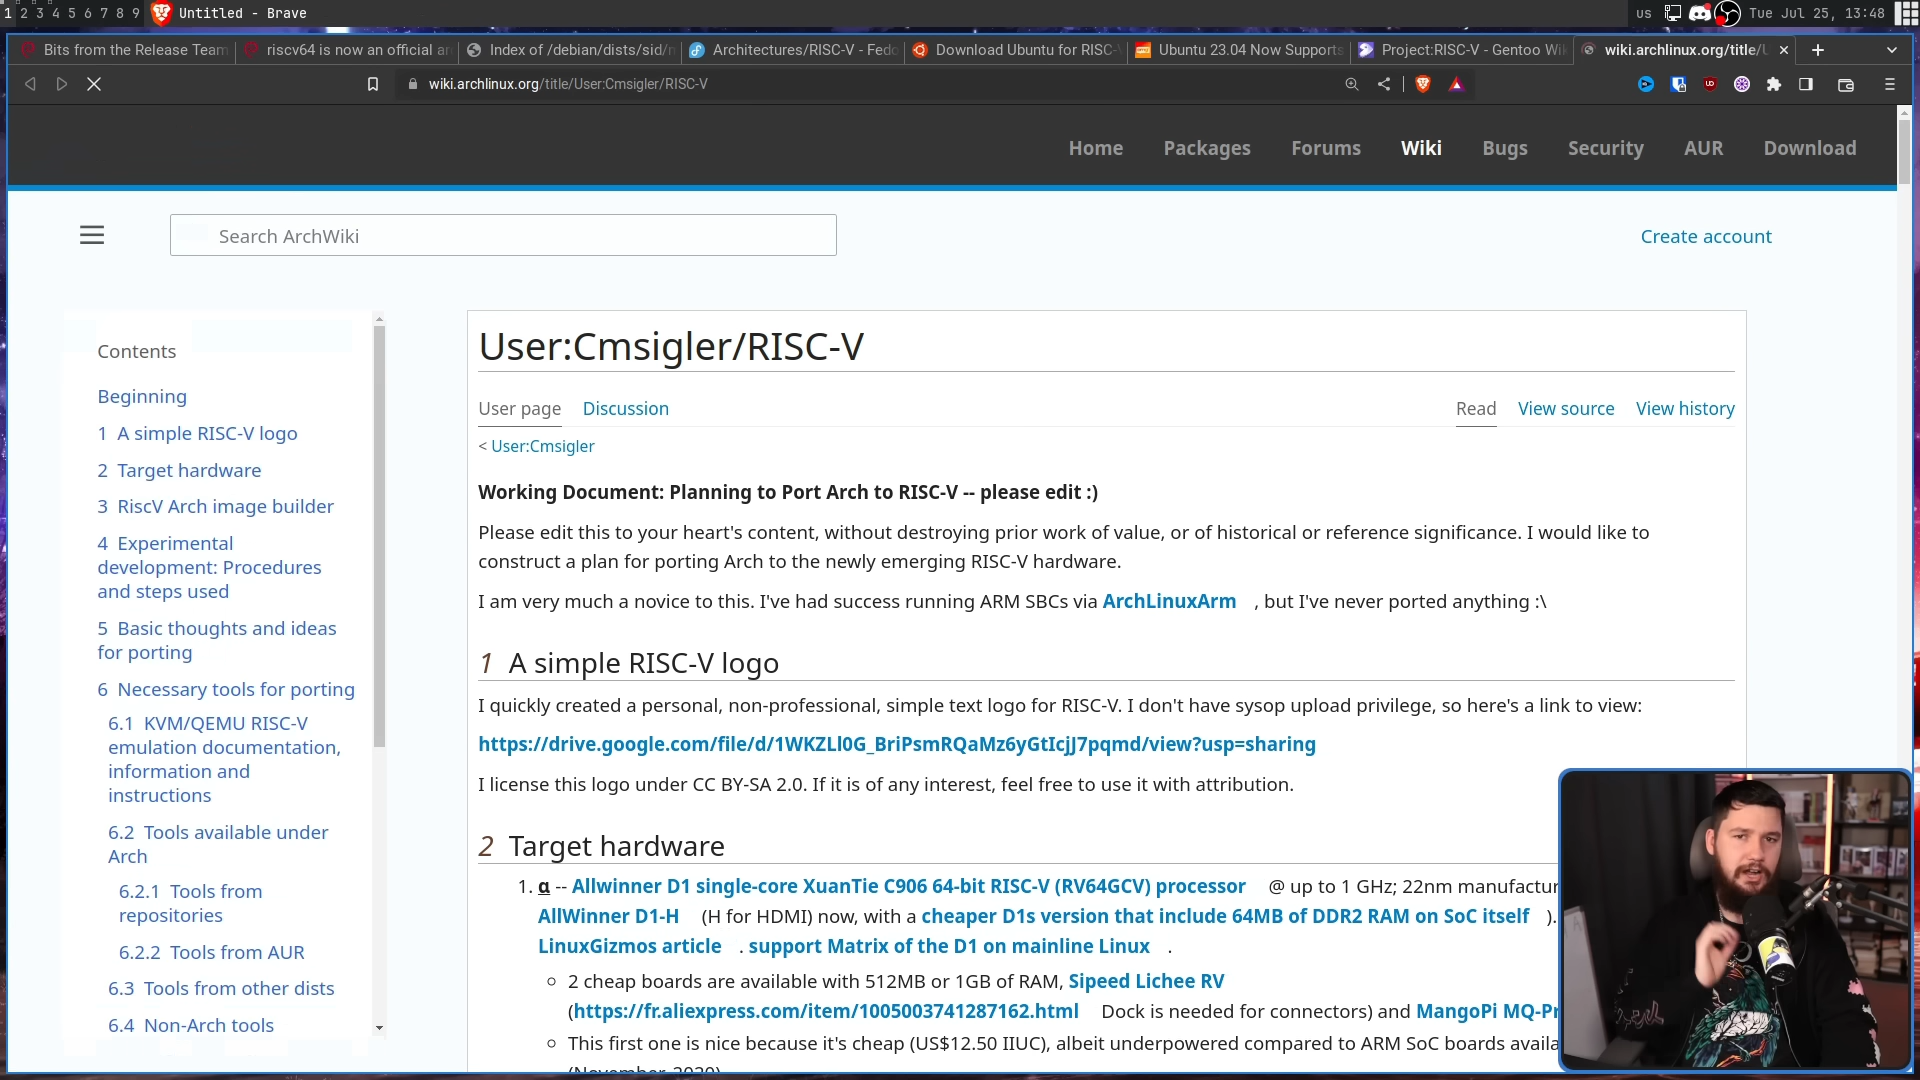 1 2 3 4 5 6 7 8 9 Untitled - Brave us Tue Jul 25, 13:48
Bits from the Release Team riscv64 is now an official ar Index of /debian/dists/sid/ Architectures/RISC-V - Fedo Download Ubuntu for RISC- Ubuntu 23.04 Now Supports Project:RISC-V - Gentoo Wi wiki.archlinux.org/title/
wiki.archlinux.org/title/User:Cmsigler/RISC-V
Home Packages Forums Wiki Bugs Security AUR Download
Search ArchWiki
Create account
Contents
Beginning
1 A simple RISC-V logo
2 Target hardware
3 RiscV Arch image builder
4 Experimental
development: Procedures
and steps used
5 Basic thoughts and ideas
for porting
6 Necessary tools for porting
6.1 KVM/QEMU RISC-V
emulation documentation,
information and
instructions
6.2 Tools available under
Arch
6.2.1 Tools from
repositories
6.2.2 Tools from AUR
6.3 Tools from other dists
6.4 Non-Arch tools
User:Cmsigler/RISC-V
User page Discussion Read View source View history
< User:Cmsigler
Working Document: Planning to Port Arch to RISC-V -- please edit :)
Please edit this to your heart's content, without destroying prior work of value, or of historical or reference significance. I would like to
construct a plan for porting Arch to the newly emerging RISC-V hardware.
I am very much a novice to this. I've had success running ARM SBCs via ArchLinuxArm , but I've never ported anything :\
1 A simple RISC-V logo
I quickly created a personal, non-professional, simple text logo for RISC-V. I don't have sysop upload privilege, so here's a link to view:
https://drive.google.com/file/d/1WKZLl0G_BriPsmRQaMz6yGtIcjJ7pqmd/view?usp=sharing
I license this logo under CC BY-SA 2.0. If it is of any interest, feel free to use it with attribution.
2 Target hardware
1. α -- Allwinner D1 single-core XuanTie C906 64-bit RISC-V (RV64GCV) processor @ up to 1 GHz; 22nm manufactur
AllWinner D1-H (H for HDMI) now, with a cheaper D1s version that include 64MB of DDR2 RAM on SoC itself ).
LinuxGizmos article . support Matrix of the D1 on mainline Linux .
2 cheap boards are available with 512MB or 1GB of RAM, Sipeed Lichee RV
(https://fr.aliexpress.com/item/1005003741287162.html Dock is needed for connectors) and MangoPi MQ-Pr
This first one is nice because it's cheap (US$12.50 IIUC), albeit underpowered compared to ARM SoC boards availa
(November 2020)